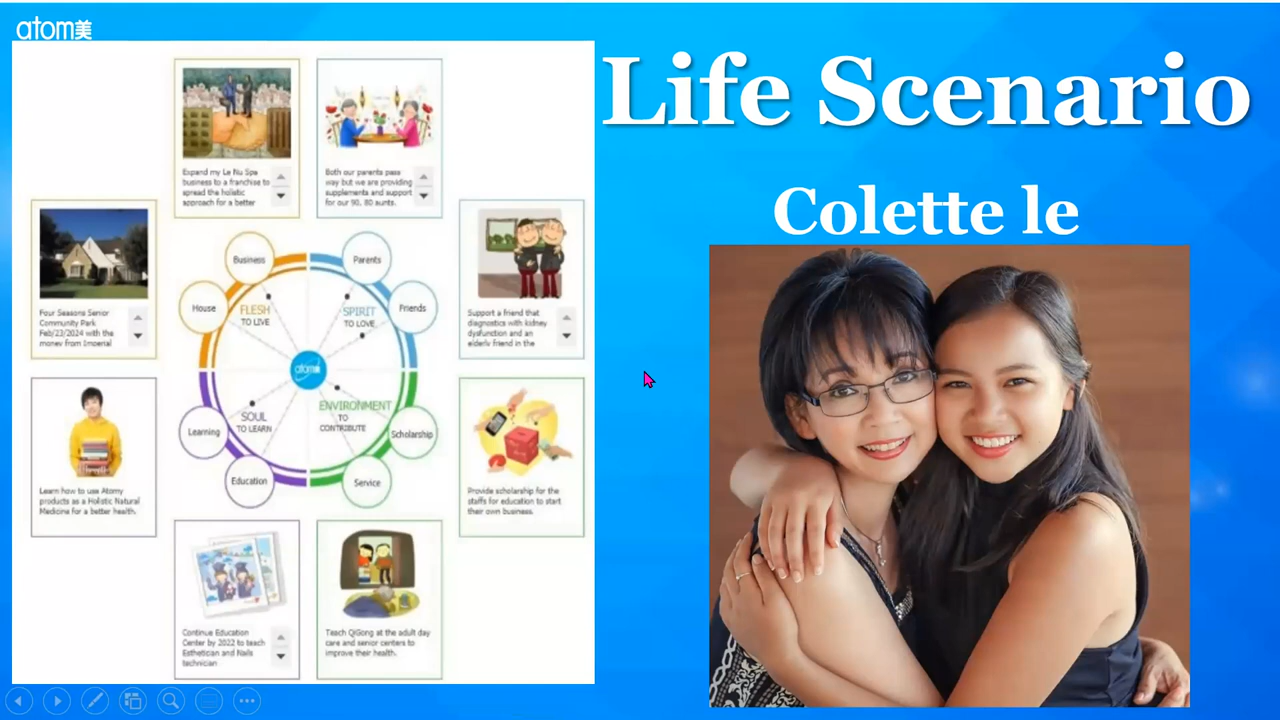 atom美
Life Scenario
Colette le
Expand my Le Nu Spa
business to a franchise to
spread the holistic
approach for a better
Both our parents pass
way but we are providing
supplements and support
for our 90, 80 aunts.
Four Seasons Senior
Community Park
Feb/23/2024 with the
money from Imperial
Support a friend that
diagnostics with kidney
dysfunction and an
elderly friend in the
Business
Parents
House
Friends
FLESH
TO LIVE
SPIRIT
TO LOVE
atom美
SOUL
TO LEARN
ENVIRONMENT
TO
CONTRIBUTE
Learning
Scholarship
Education
Service
Learn how to use Atomy
products as a Holistic Natural
Medicine for a better health.
Provide scholarship for the
staffs for education to start
their own business.
Continue Education
Center by 2022 to teach
Esthetician and Nails
technician
Teach QiGong at the adult day
care and senior centers to
improve their health.